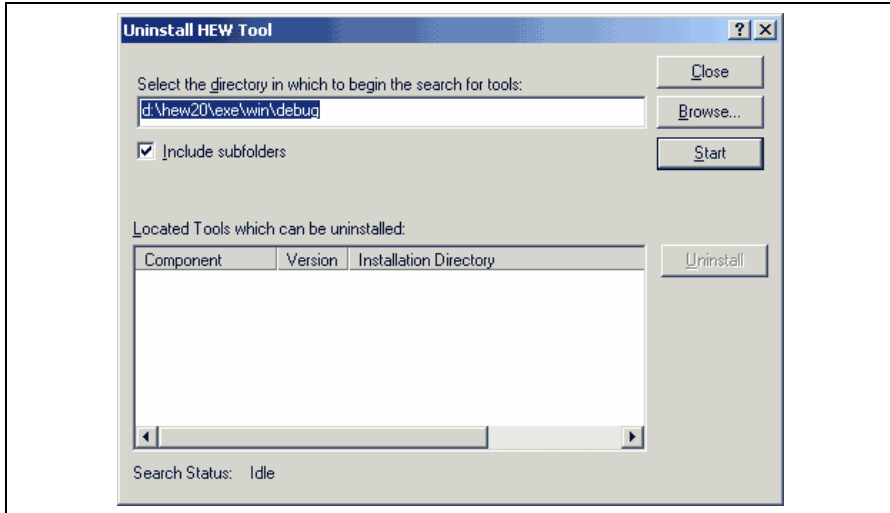 Uninstall HEW Tool
Select the directory in which to begin the search for tools:
Close
d:\hew20\exe\win\debug
Browse...
Include subfolders
Start
Located Tools which can be uninstalled:
Component Version Installation Directory
Uninstall
Search Status: Idle